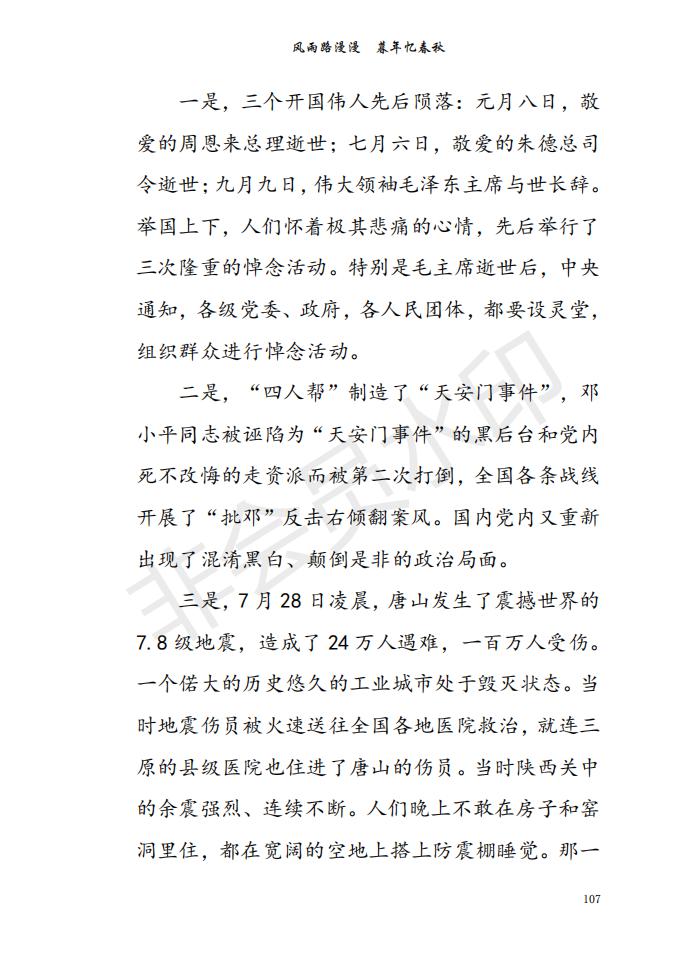 风雨路漫漫　暮年忆春秋
一是，三个开国伟人先后陨落：元月八日，敬
爱的周恩来总理逝世；七月六日，敬爱的朱德总司
令逝世；九月九日，伟大领袖毛泽东主席与世长辞。
举国上下，人们怀着极其悲痛的心情，先后举行了
三次隆重的悼念活动。特别是毛主席逝世后，中央
通知，各级党委、政府，各人民团体，都要设灵堂，
组织群众进行悼念活动。
二是，“四人帮”制造了“天安门事件”，邓
小平同志被诬陷为“天安门事件”的黑后台和党内
死不改悔的走资派而被第二次打倒，全国各条战线
开展了“批邓”反击右倾翻案风。国内党内又重新
出现了混淆黑白、颠倒是非的政治局面。
三是，7月28日凌晨，唐山发生了震撼世界的
7.8级地震，造成了24万人遇难，一百万人受伤。
一个偌大的历史悠久的工业城市处于毁灭状态。当
时地震伤员被火速送往全国各地医院救治，就连三
原的县级医院也住进了唐山的伤员。当时陕西关中
的余震强烈、连续不断。人们晚上不敢在房子和窑
洞里住，都在宽阔的空地上搭上防震棚睡觉。那一
107
非会员水印